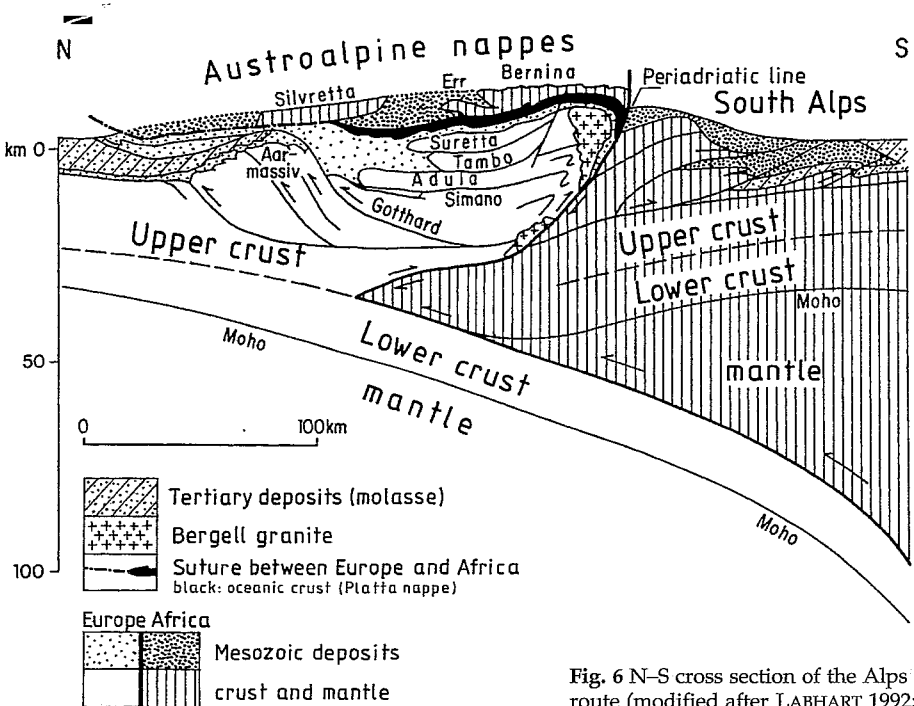 N
S
Austroalpine nappes
Silvretta
Err
Bernina
Periadriatic line
South Alps
km 0
Aar-
massiv
Suretta
Tambo
Adula
Simano
Gotthard
Upper crust
Upper crust
Lower crust
Moho
Moho
Lower crust
mantle
mantle
50
0
100km
Moho
100
Tertiary deposits (molasse)
Bergell granite
Suture between Europe and Africa
black: oceanic crust (Platta nappe)
Europe Africa
Mesozoic deposits
crust and mantle
Fig. 6 N–S cross section of the Alps
route (modified after LABHART 1992: